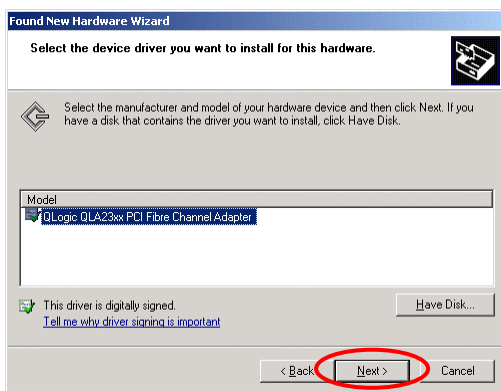 Found New Hardware Wizard
Select the device driver you want to install for this hardware.
Select the manufacturer and model of your hardware device and then click Next. If you
have a disk that contains the driver you want to install, click Have Disk.
Model
QLogic QLA23xx PCI Fibre Channel Adapter
This driver is digitally signed.
Tell me why driver signing is important
Have Disk...
< Back
Next >
Cancel